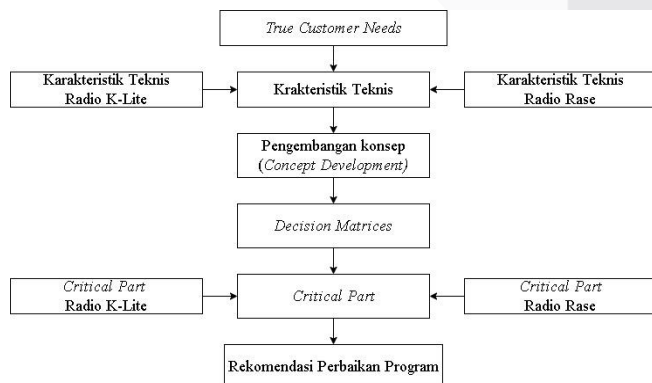 True Customer Needs
Karakteristik Teknis
Radio K-Lite
Krakteristik Teknis
Karakteristik Teknis
Radio Rase
Pengembangan konsep
(Concept Development)
Decision Matrices
Critical Part
Radio K-Lite
Critical Part
Critical Part
Radio Rase
Rekomendasi Perbaikan Program